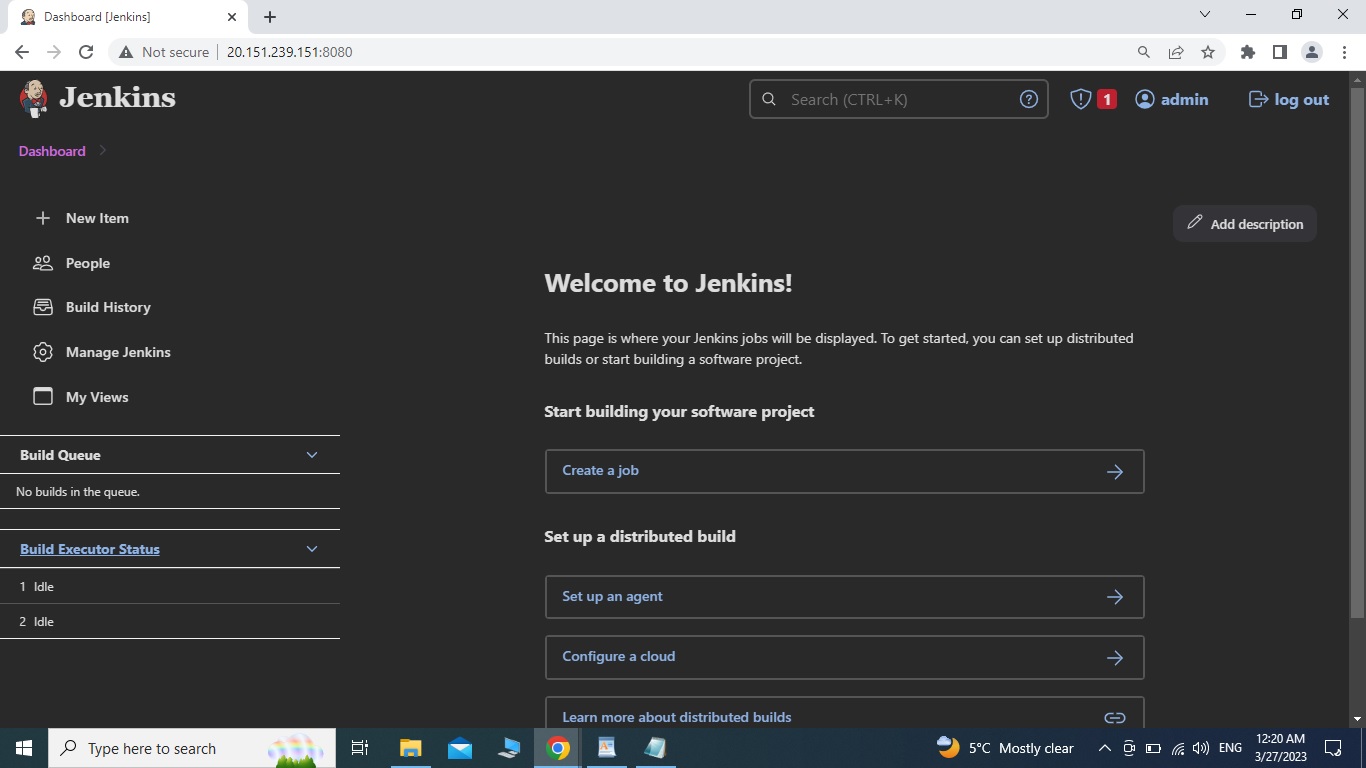 Dashboard [Jenkins]
Not secure
20.151.239.151:8080
Jenkins
Search (CTRL+K)
1
admin
log out
Dashboard
New Item
People
Build History
Manage Jenkins
My Views
Build Queue
No builds in the queue.
Build Executor Status
1 Idle
2 Idle
Add description
Welcome to Jenkins!
This page is where your Jenkins jobs will be displayed. To get started, you can set up distributed
builds or start building a software project.
Start building your software project
Create a job
Set up a distributed build
Set up an agent
Configure a cloud
Learn more about distributed builds
Type here to search
5°C Mostly clear
ENG
12:20 AM
3/27/2023